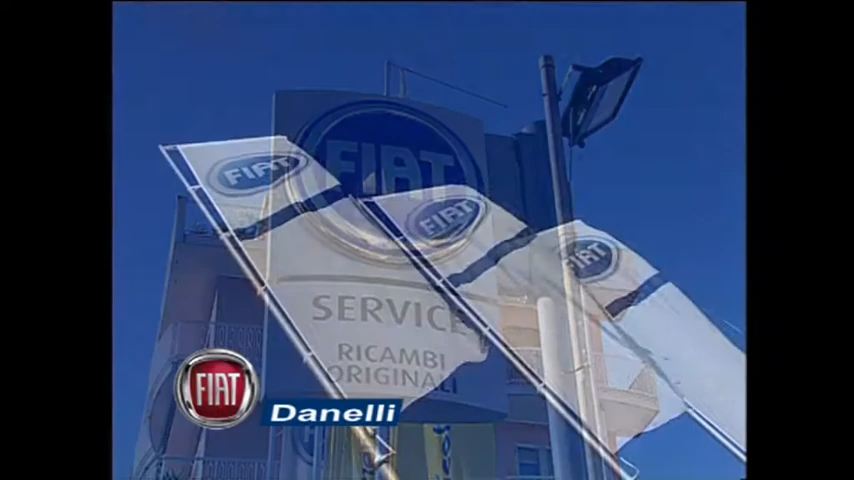 FIAT
FIAT
FIAT
FIAT
SERVICE
RICAMBI
ORIGINALI
FIAT
Danelli